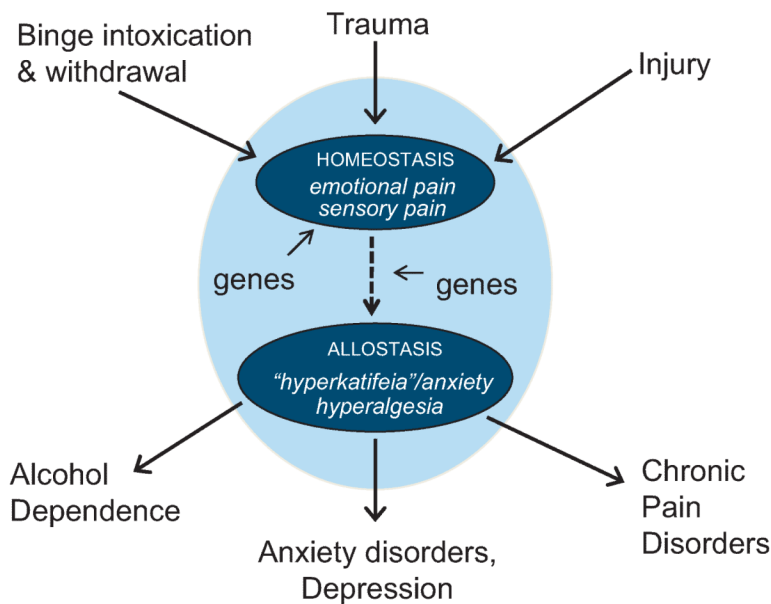 Binge intoxication
& withdrawal
Trauma
Injury
HOMEOSTASIS
emotional pain
sensory pain
genes
genes
ALLOSTASIS
“hyperkatifeia”/anxiety
hyperalgesia
Alcohol
Dependence
Anxiety disorders,
Depression
Chronic
Pain
Disorders